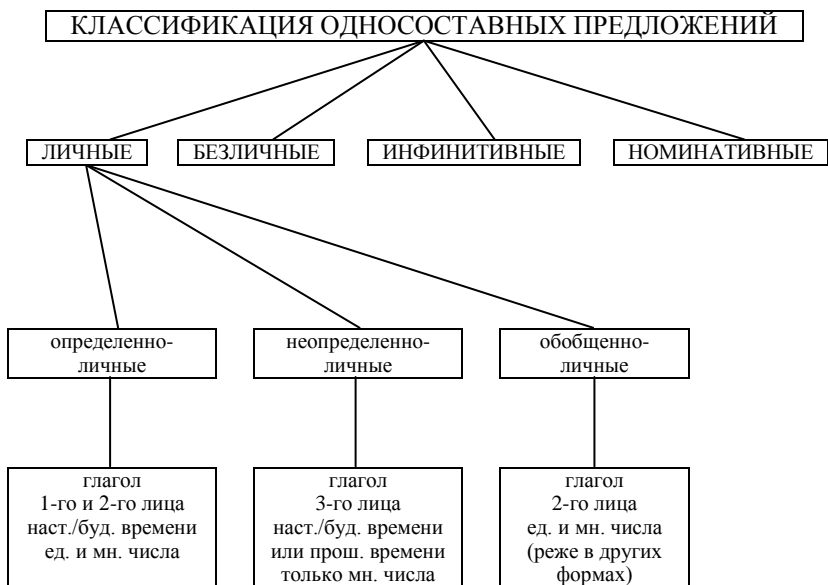 КЛАССИФИКАЦИЯ ОДНОСОСТАВНЫХ ПРЕДЛОЖЕНИЙ
ЛИЧНЫЕ
БЕЗЛИЧНЫЕ
ИНФИНИТИВНЫЕ
НОМИНАТИВНЫЕ
определенно-
личные
неопределенно-
личные
обобщенно-
личные
глагол
1-го и 2-го лица
наст./буд. времени
ед. и мн. числа
глагол
3-го лица
наст./буд. времени
или прош. времени
только мн. числа
глагол
2-го лица
ед. и мн. числа
(реже в других
формах)